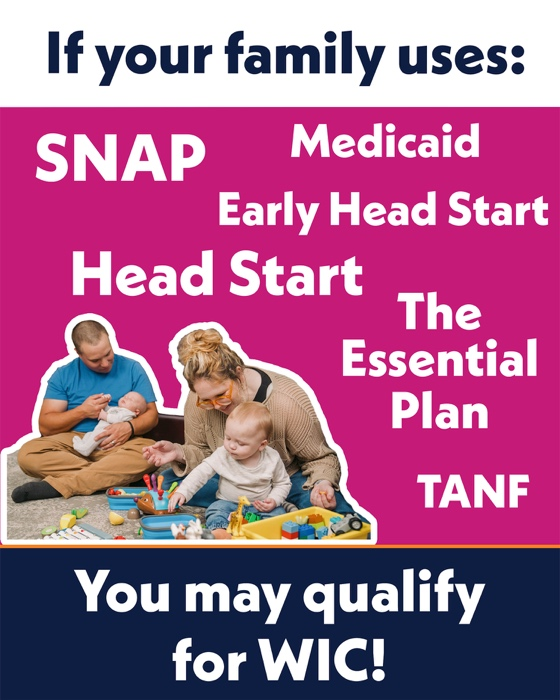 If your family uses:
SNAP
Medicaid
Early Head Start
Head Start
The
Essential
Plan
TANF
You may qualify
for WIC!